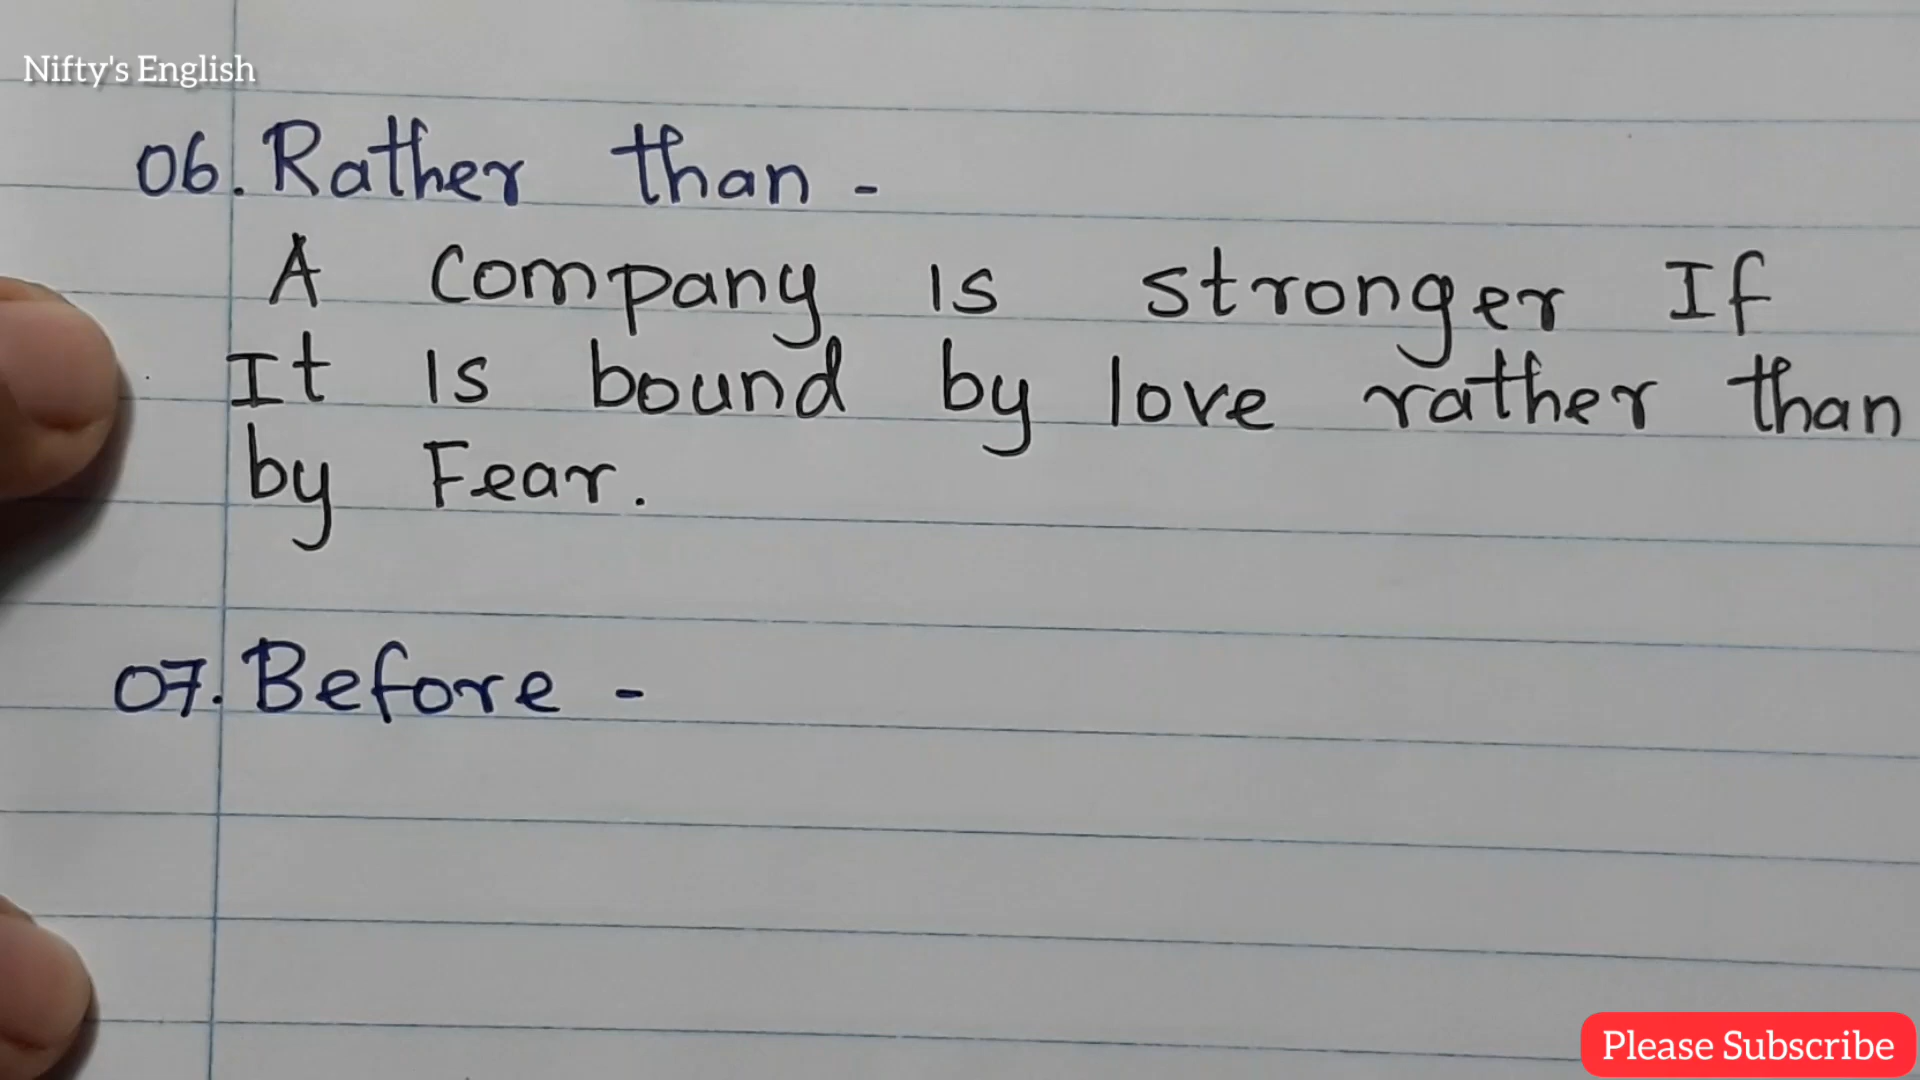 Nifty's English
06. Rather than -
A company is stronger If
It is bound by love rather than
by Fear.
07. Before -
Please Subscribe